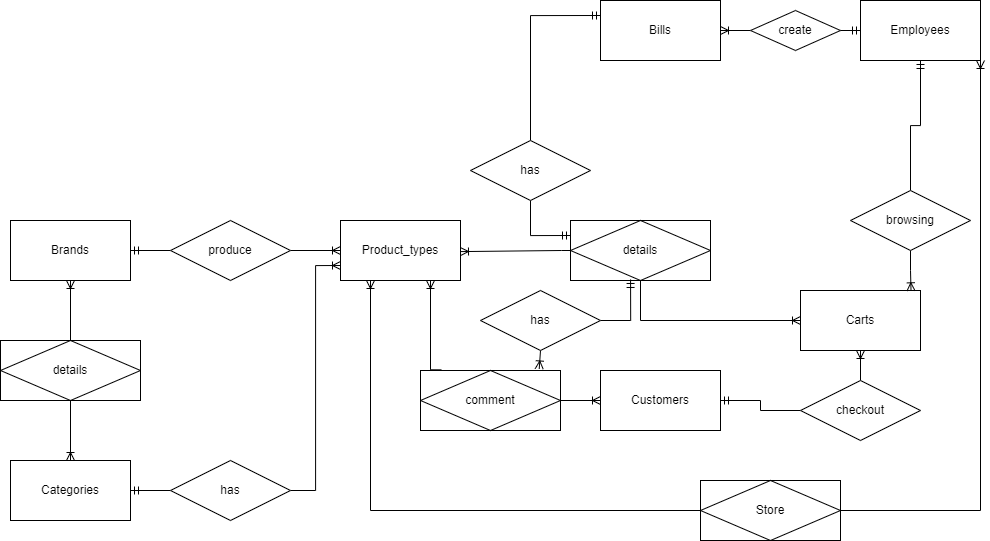 Bills
create
Employees
has
browsing
Brands
produce
Product_types
details
has
Carts
details
comment
Customers
checkout
Categories
has
Store